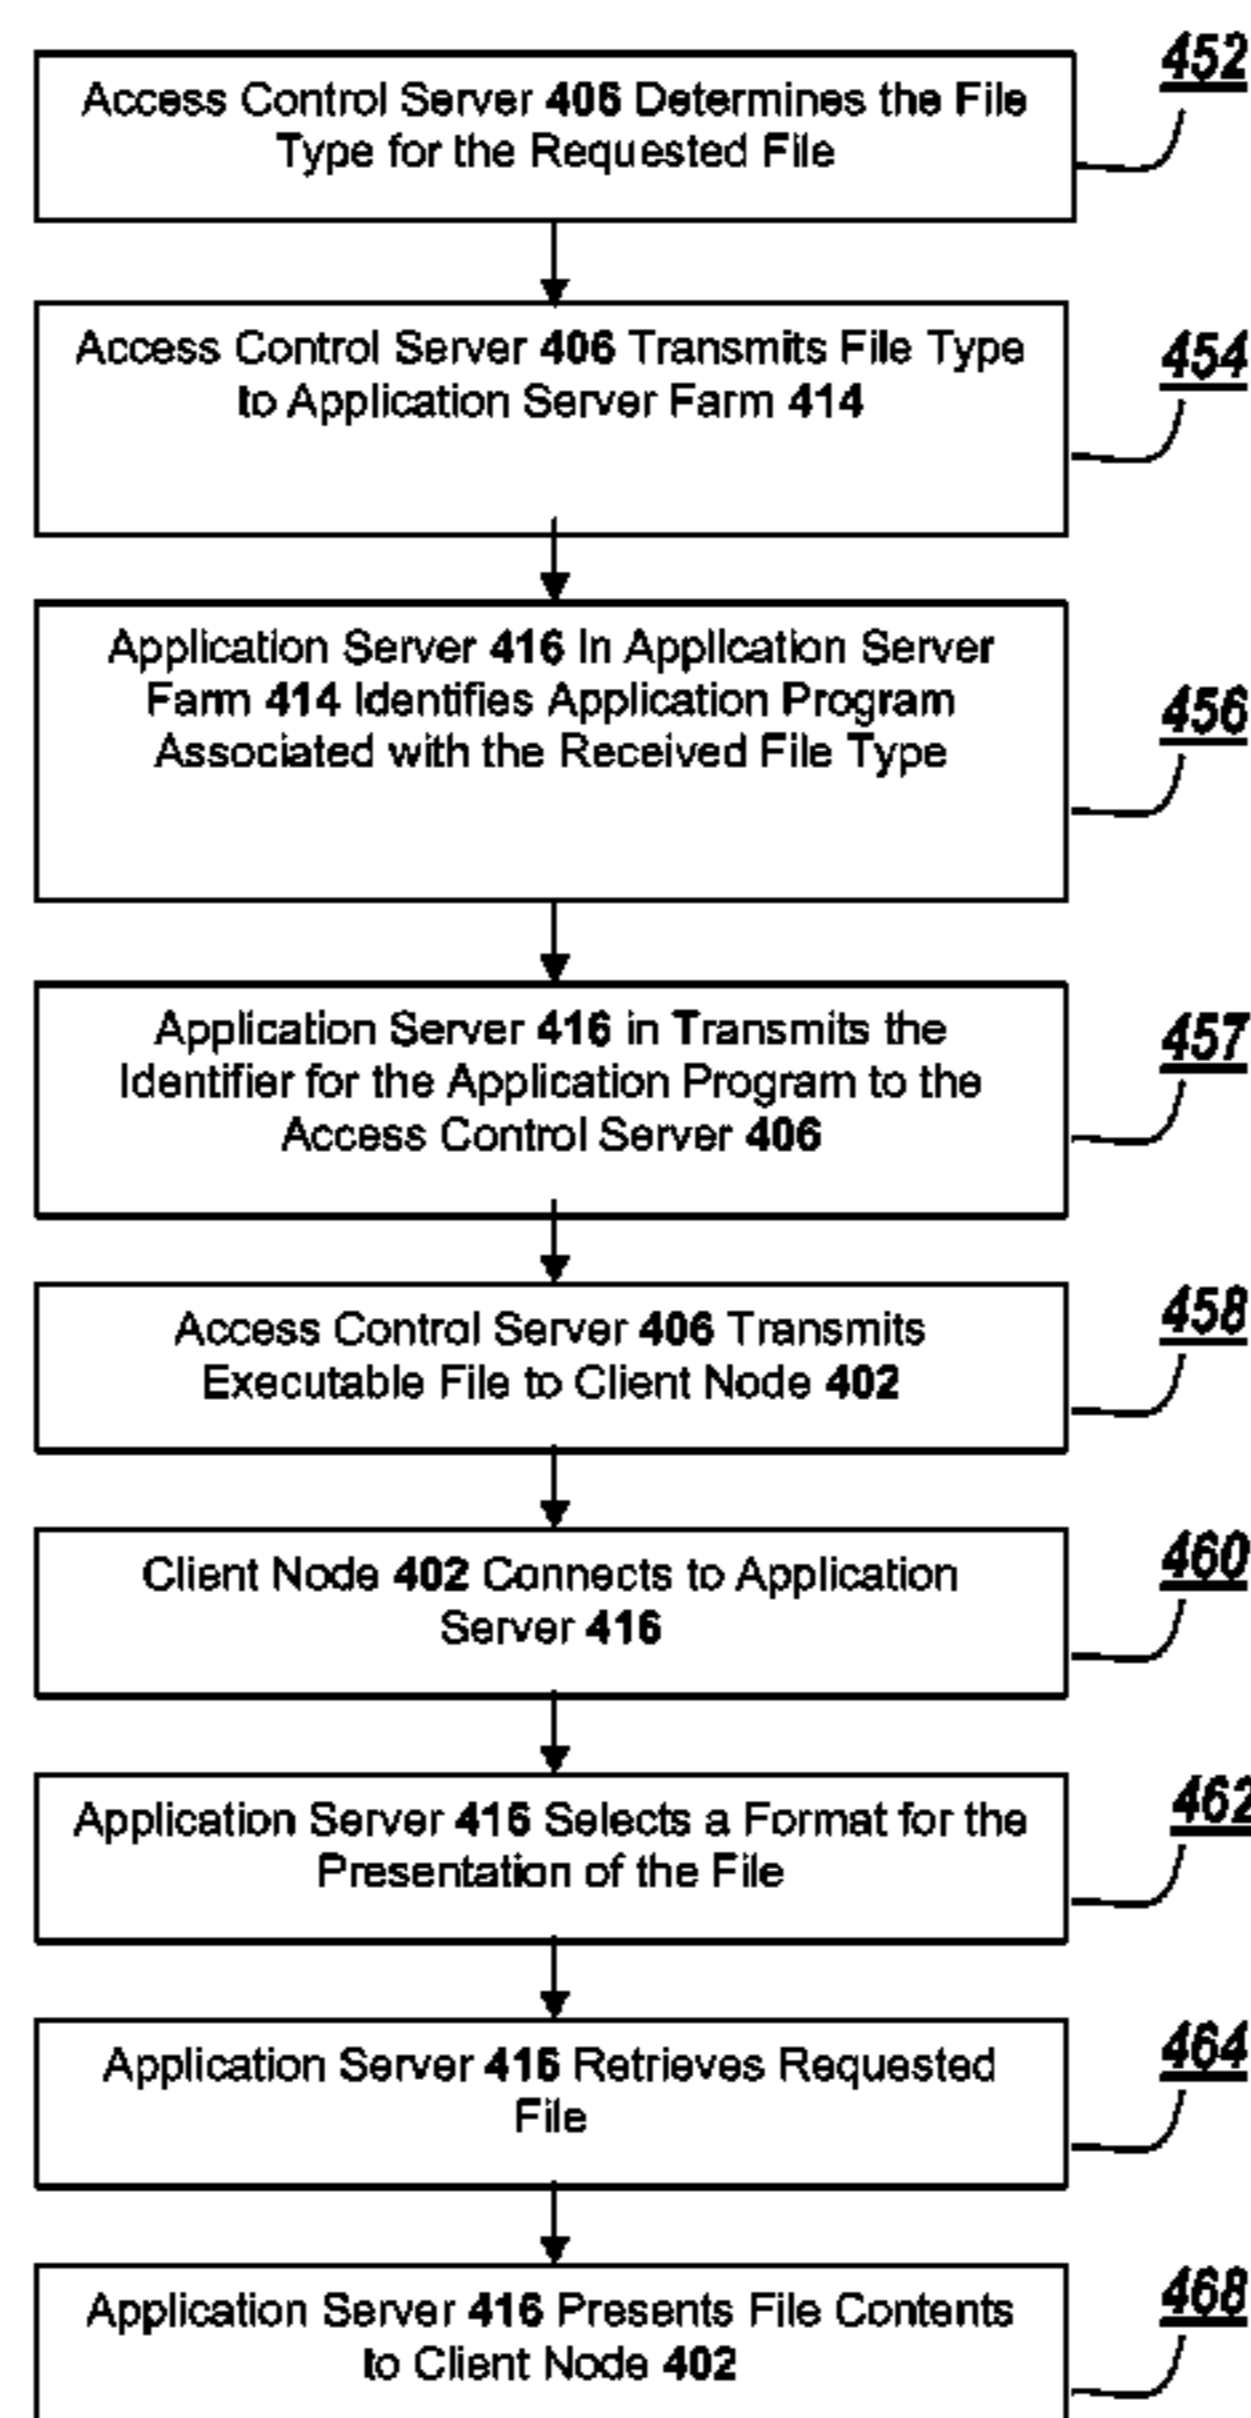 452
Access Control Server 406 Determines the File
Type for the Requested File
454
Access Control Server 406 Transmits File Type
to Application Server Farm 414
456
Application Server 416 In Application Server
Farm 414 Identifies Application Program
Associated with the Received File Type
457
Application Server 416 in Transmits the
Identifier for the Application Program to the
Access Control Server 406
458
Access Control Server 406 Transmits
Executable File to Client Node 402
460
Client Node 402 Connects to Application
Server 416
462
Application Server 416 Selects a Format for the
Presentation of the File
464
Application Server 416 Retrieves Requested
File
468
Application Server 416 Presents File Contents
to Client Node 402